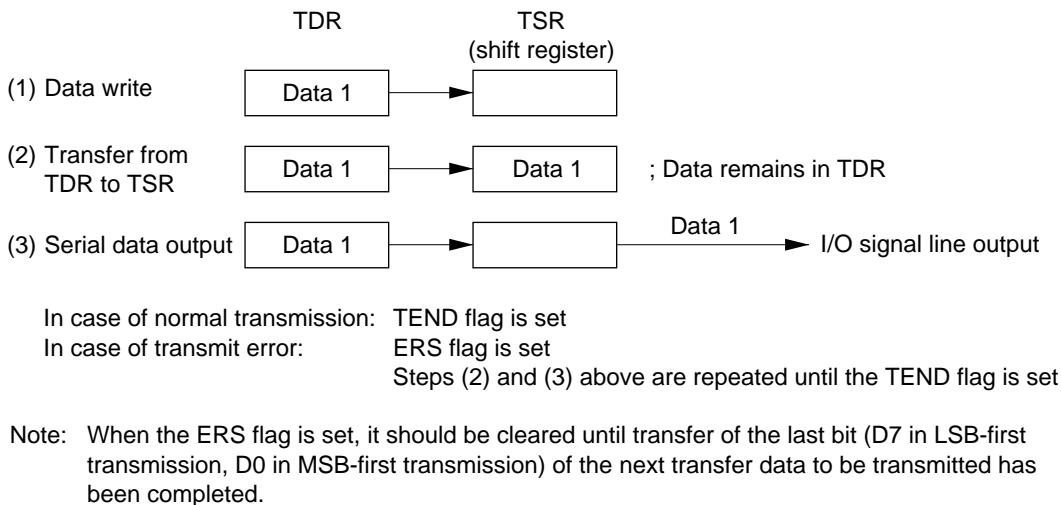 TDR TSR
(shift register)
(1) Data write Data 1
(2) Transfer from
TDR to TSR Data 1 Data 1 ; Data remains in TDR
(3) Serial data output Data 1 Data 1 I/O signal line output
In case of normal transmission: TEND flag is set
In case of transmit error: ERS flag is set
Steps (2) and (3) above are repeated until the TEND flag is set
Note: When the ERS flag is set, it should be cleared until transfer of the last bit (D7 in LSB-first
transmission, D0 in MSB-first transmission) of the next transfer data to be transmitted has
been completed.